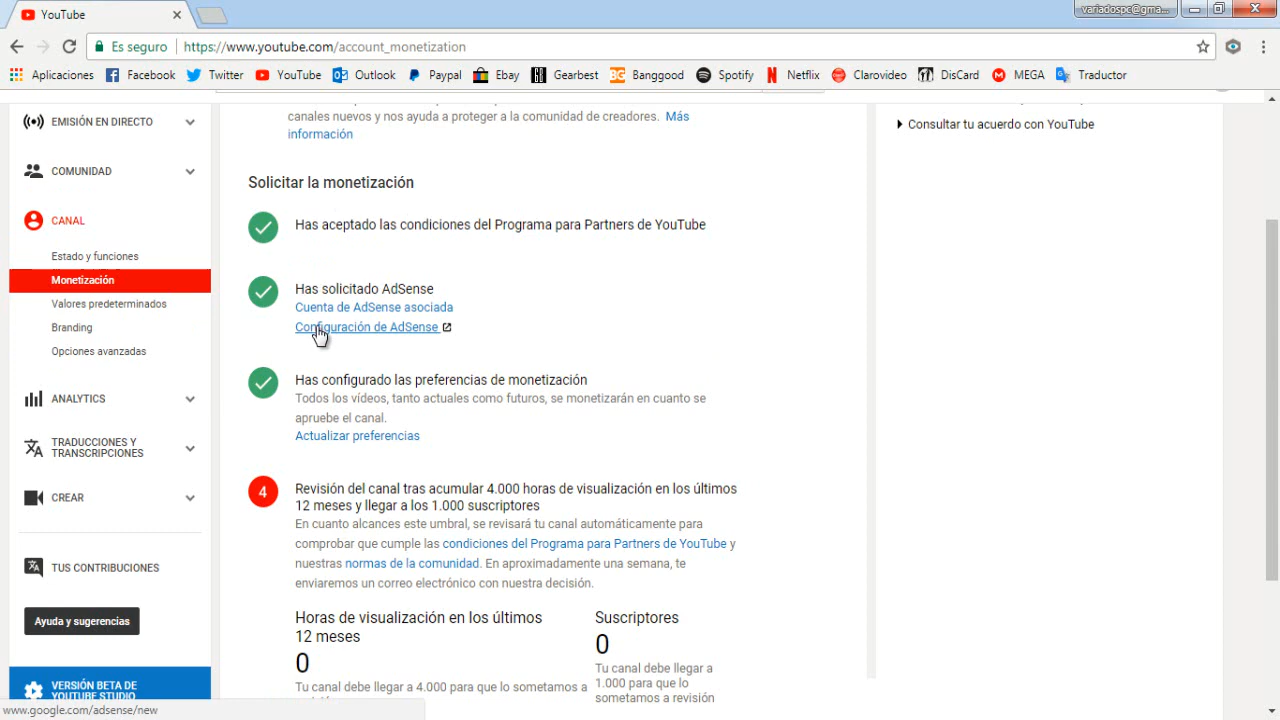 YouTube
variadospc@gma...
Es seguro
https://www.youtube.com/account_monetization
Aplicaciones Facebook Twitter YouTube Outlook Paypal Ebay Gearbest Banggood Spotify Netflix Clarovideo DisCard MEGA Traductor
EMISIÓN EN DIRECTO
COMUNIDAD
CANAL
Estado y funciones
Monetización
Valores predeterminados
Branding
Opciones avanzadas
ANALYTICS
TRADUCCIONES Y
TRANSCRIPCIONES
CREAR
TUS CONTRIBUCIONES
Ayuda y sugerencias
VERSIÓN BETA DE
YOUTUBE STUDIO
canales nuevos y nos ayuda a proteger a la comunidad de creadores. Más
información
Solicitar la monetización
Has aceptado las condiciones del Programa para Partners de YouTube
Has solicitado AdSense
Cuenta de AdSense asociada
Configuración de AdSense
Has configurado las preferencias de monetización
Todos los vídeos, tanto actuales como futuros, se monetizarán en cuanto se
apruebe el canal.
Actualizar preferencias
4
Revisión del canal tras acumular 4.000 horas de visualización en los últimos
12 meses y llegar a los 1.000 suscriptores
En cuanto alcances este umbral, se revisará tu canal automáticamente para
comprobar que cumple las condiciones del Programa para Partners de YouTube y
nuestras normas de la comunidad. En aproximadamente una semana, te
enviaremos un correo electrónico con nuestra decisión.
Horas de visualización en los últimos
12 meses
0
Tu canal debe llegar a 4.000 para que lo sometamos a
Suscriptores
0
Tu canal debe llegar a
1.000 para que lo
sometamos a revisión
Consultar tu acuerdo con YouTube
www.google.com/adsense/new